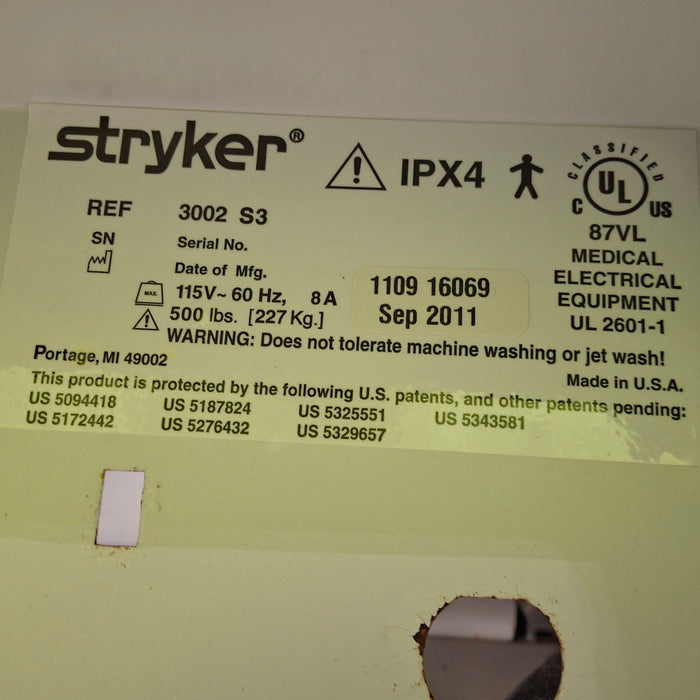 stryker®
IPX4
CLASSIFIED
UL
C US
87VL
MEDICAL
ELECTRICAL
EQUIPMENT
UL 2601-1
REF 3002 S3
SN Serial No.
Date of Mfg.
1109 16069
Sep 2011
MAX. 115V~ 60 Hz, 8 A
500 lbs. [227 Kg.]
WARNING: Does not tolerate machine washing or jet wash!
Portage, MI 49002
Made in U.S.A.
This product is protected by the following U.S. patents, and other patents pending:
US 5094418 US 5187824 US 5325551 US 5343581
US 5172442 US 5276432 US 5329657